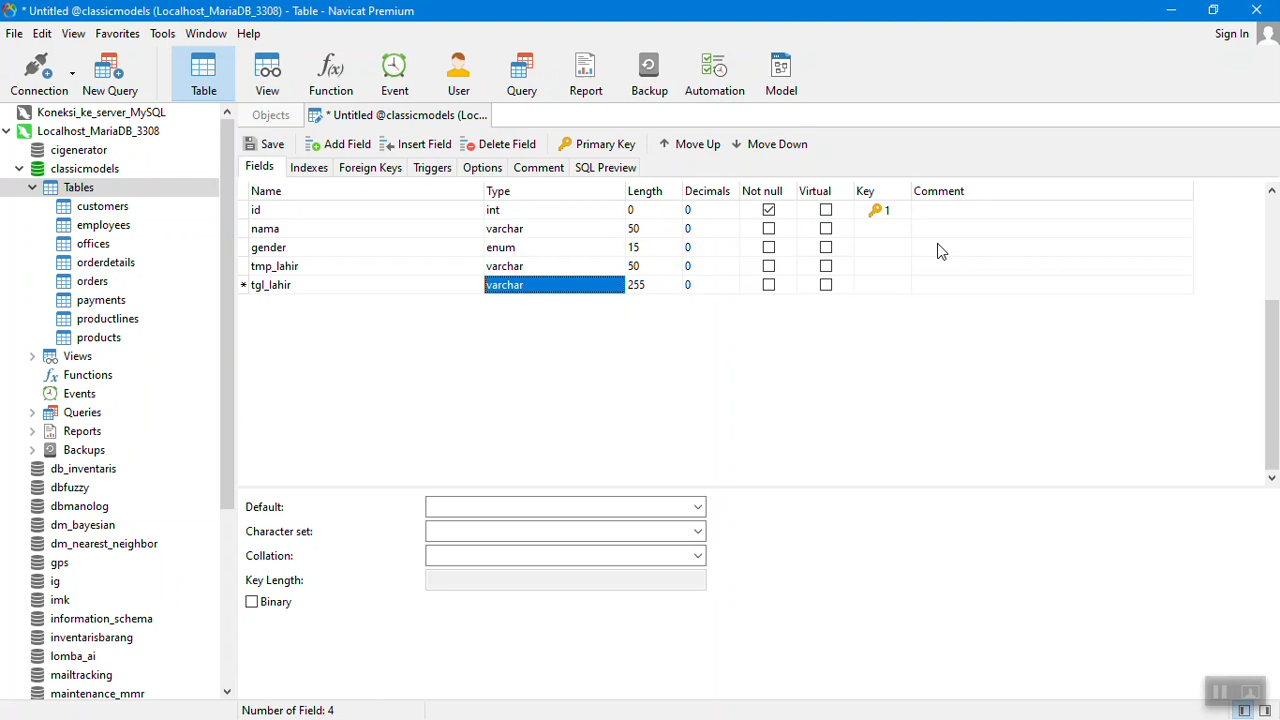 * Untitled @classicmodels (Localhost_MariaDB_3308) - Table - Navicat Premium
File Edit View Favorites Tools Window Help Sign In
Connection New Query Table View Function Event User Query Report Backup Automation Model
f(x)
Koneksi_ke_server_MySQL
Localhost_MariaDB_3308
cigenerator
classicmodels
Tables
customers
employees
offices
orderdetails
orders
payments
productlines
products
Views
fx Functions
Events
Queries
Reports
Backups
db_inventaris
dbfuzzy
dbmanolog
dm_bayesian
dm_nearest_neighbor
gps
ig
imk
information_schema
inventarisbarang
lomba_ai
mailtracking
maintenance_mmr
Objects * Untitled @classicmodels (Loc...
Save Add Field Insert Field Delete Field Primary Key Move Up Move Down
Fields Indexes Foreign Keys Triggers Options Comment SQL Preview
Name Type Length Decimals Not null Virtual Key Comment
id int 0 0 1
nama varchar 50 0
gender enum 15 0
tmp_lahir varchar 50 0
* tgl_lahir varchar 255 0
Default:
Character set:
Collation:
Key Length:
Binary
Number of Field: 4